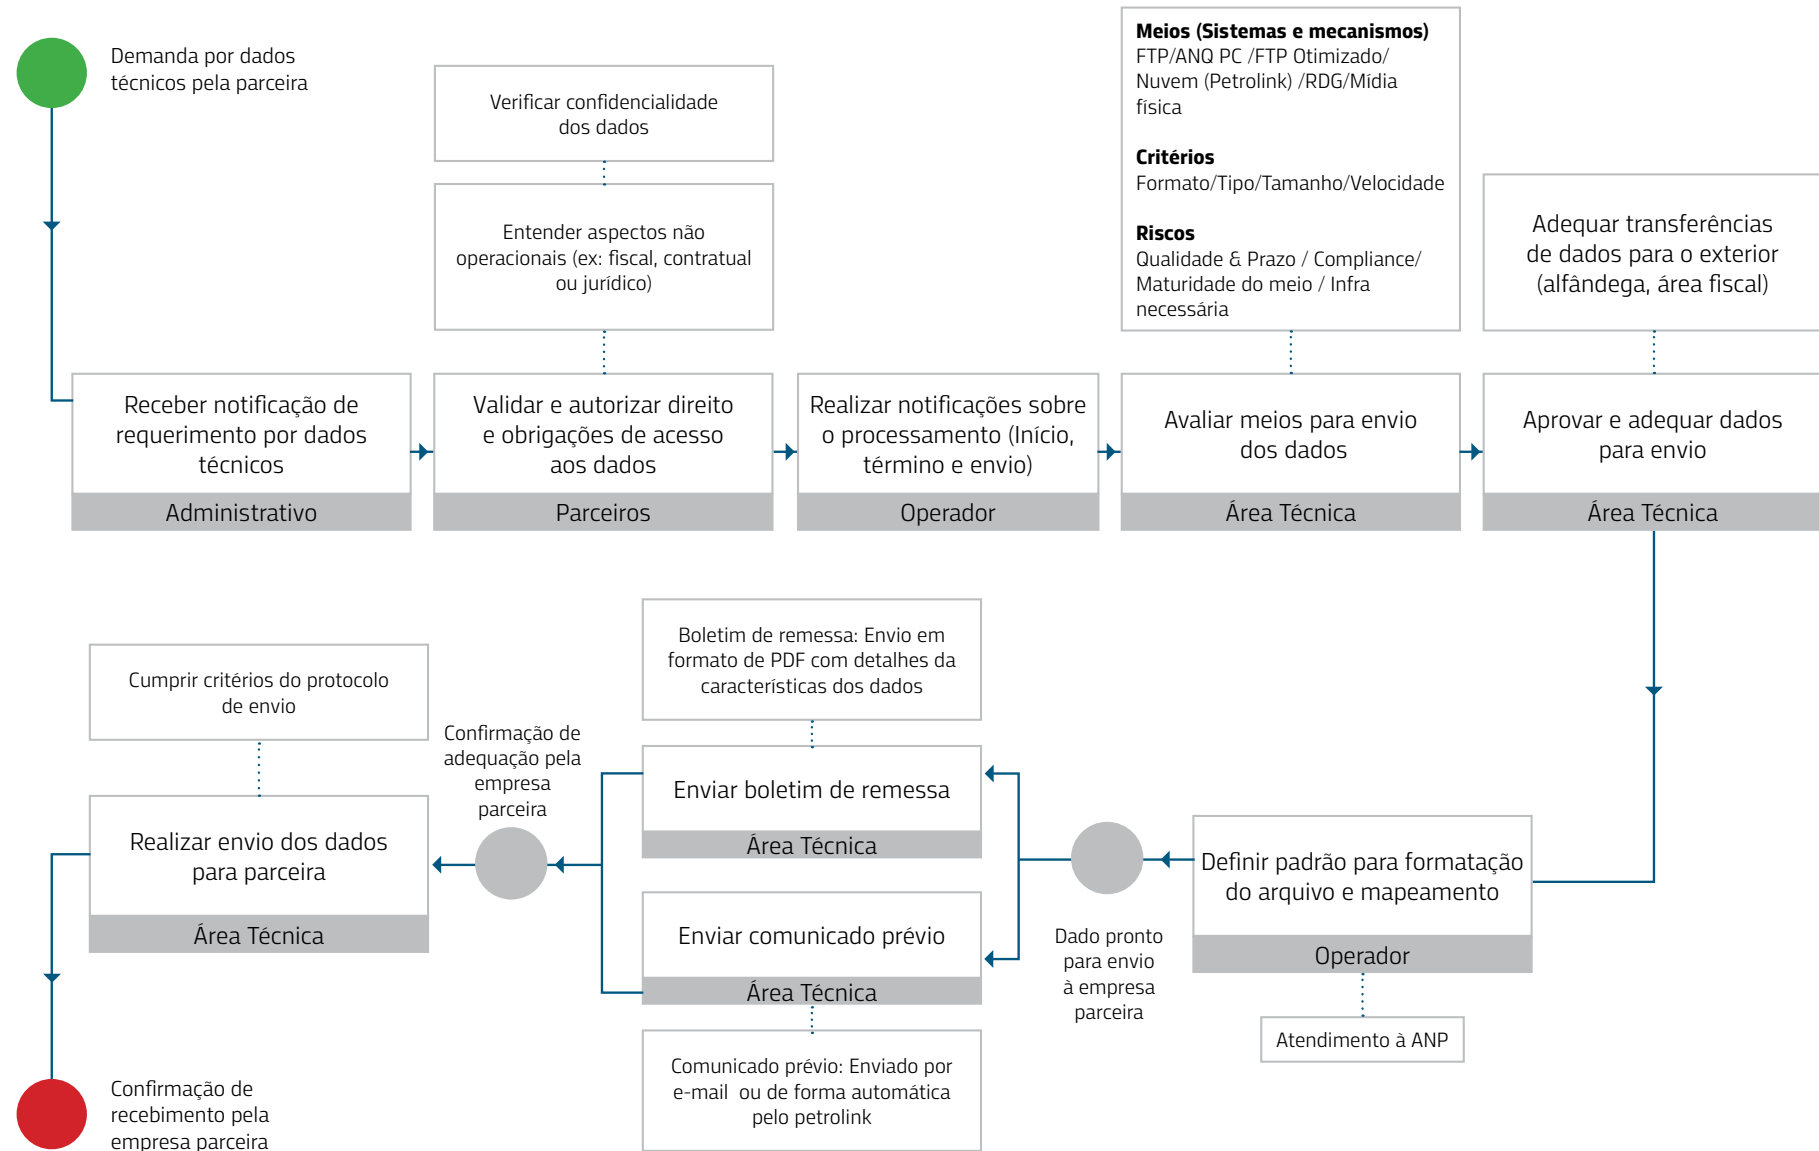 Demanda por dados
técnicos pela parceira
Verificar confidencialidade
dos dados
Entender aspectos não
operacionais (ex: fiscal, contratual
ou jurídico)
Meios (Sistemas e mecanismos)
FTP/ANQ PC /FTP Otimizado/
Nuvem (Petrolink) /RDG/Mídia
física
Critérios
Formato/Tipo/Tamanho/Velocidade
Riscos
Qualidade & Prazo / Compliance/
Maturidade do meio / Infra
necessária
Adequar transferências
de dados para o exterior
(alfândega, área fiscal)
Receber notificação de
requerimento por dados
técnicos
Administrativo
Validar e autorizar direito
e obrigações de acesso
aos dados
Parceiros
Realizar notificações sobre
o processamento (Início,
término e envio)
Operador
Avaliar meios para envio
dos dados
Área Técnica
Aprovar e adequar dados
para envio
Área Técnica
Definir padrão para formatação
do arquivo e mapeamento
Operador
Atendimento à ANP
Dado pronto
para envio
à empresa
parceira
Boletim de remessa: Envio em
formato de PDF com detalhes da
características dos dados
Enviar boletim de remessa
Área Técnica
Enviar comunicado prévio
Área Técnica
Comunicado prévio: Enviado por
e-mail ou de forma automática
pelo petrolink
Confirmação de
adequação pela
empresa
parceira
Cumprir critérios do protocolo
de envio
Realizar envio dos dados
para parceira
Área Técnica
Confirmação de
recebimento pela
empresa parceira